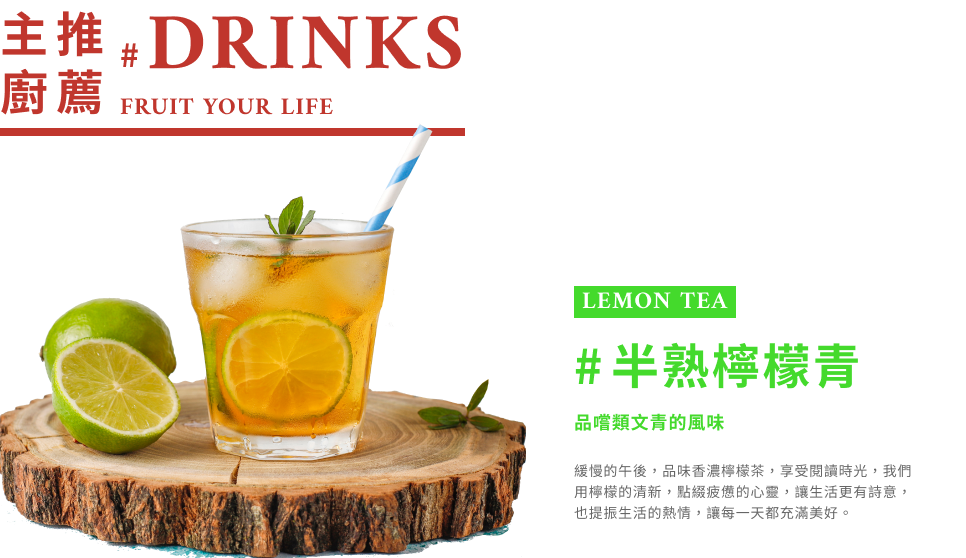 主推 # DRINKS
廚薦 FRUIT YOUR LIFE
LEMON TEA
#半熟檸檬青
品嚐類文青的風味
緩慢的午後，品味香濃檸檬茶，享受閱讀時光，我們
用檸檬的清新，點綴疲憊的心靈，讓生活更有詩意，
也提振生活的熱情，讓每一天都充滿美好。